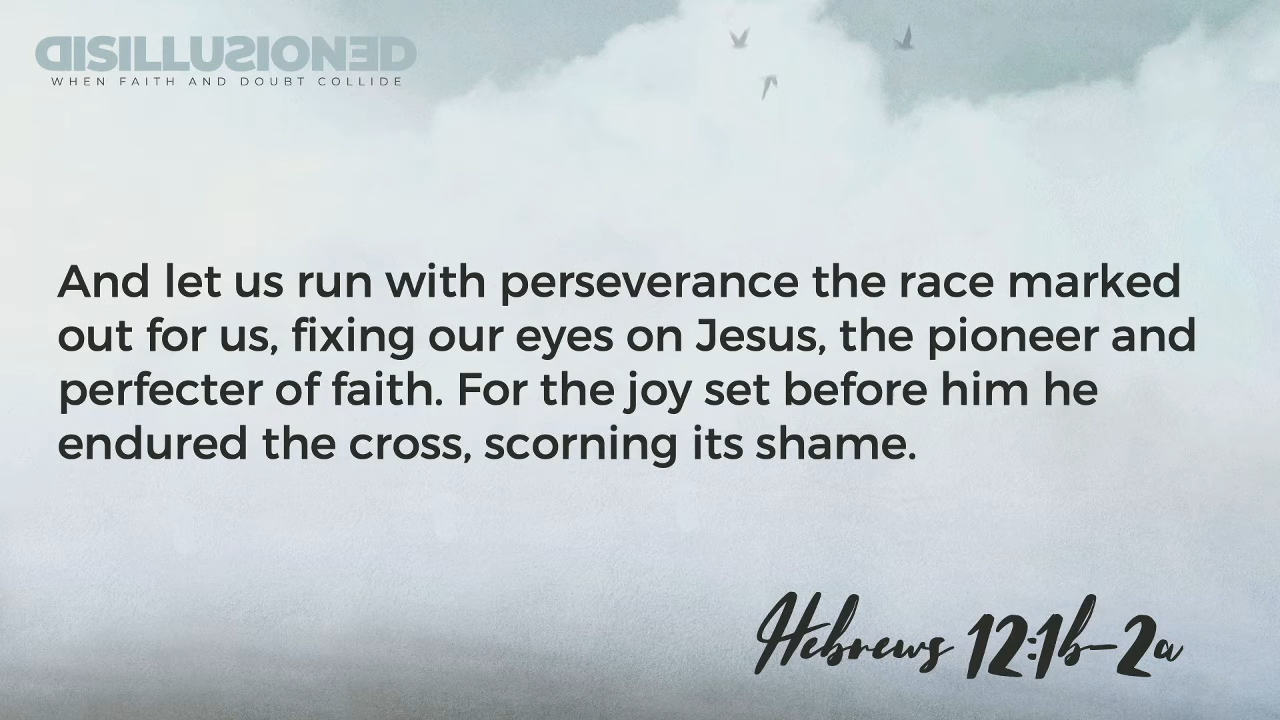 DISILLUSIONED
WHEN FAITH AND DOUBT COLLIDE
And let us run with perseverance the race marked
out for us, fixing our eyes on Jesus, the pioneer and
perfecter of faith. For the joy set before him he
endured the cross, scorning its shame.
Hebrews 12:1b–2a